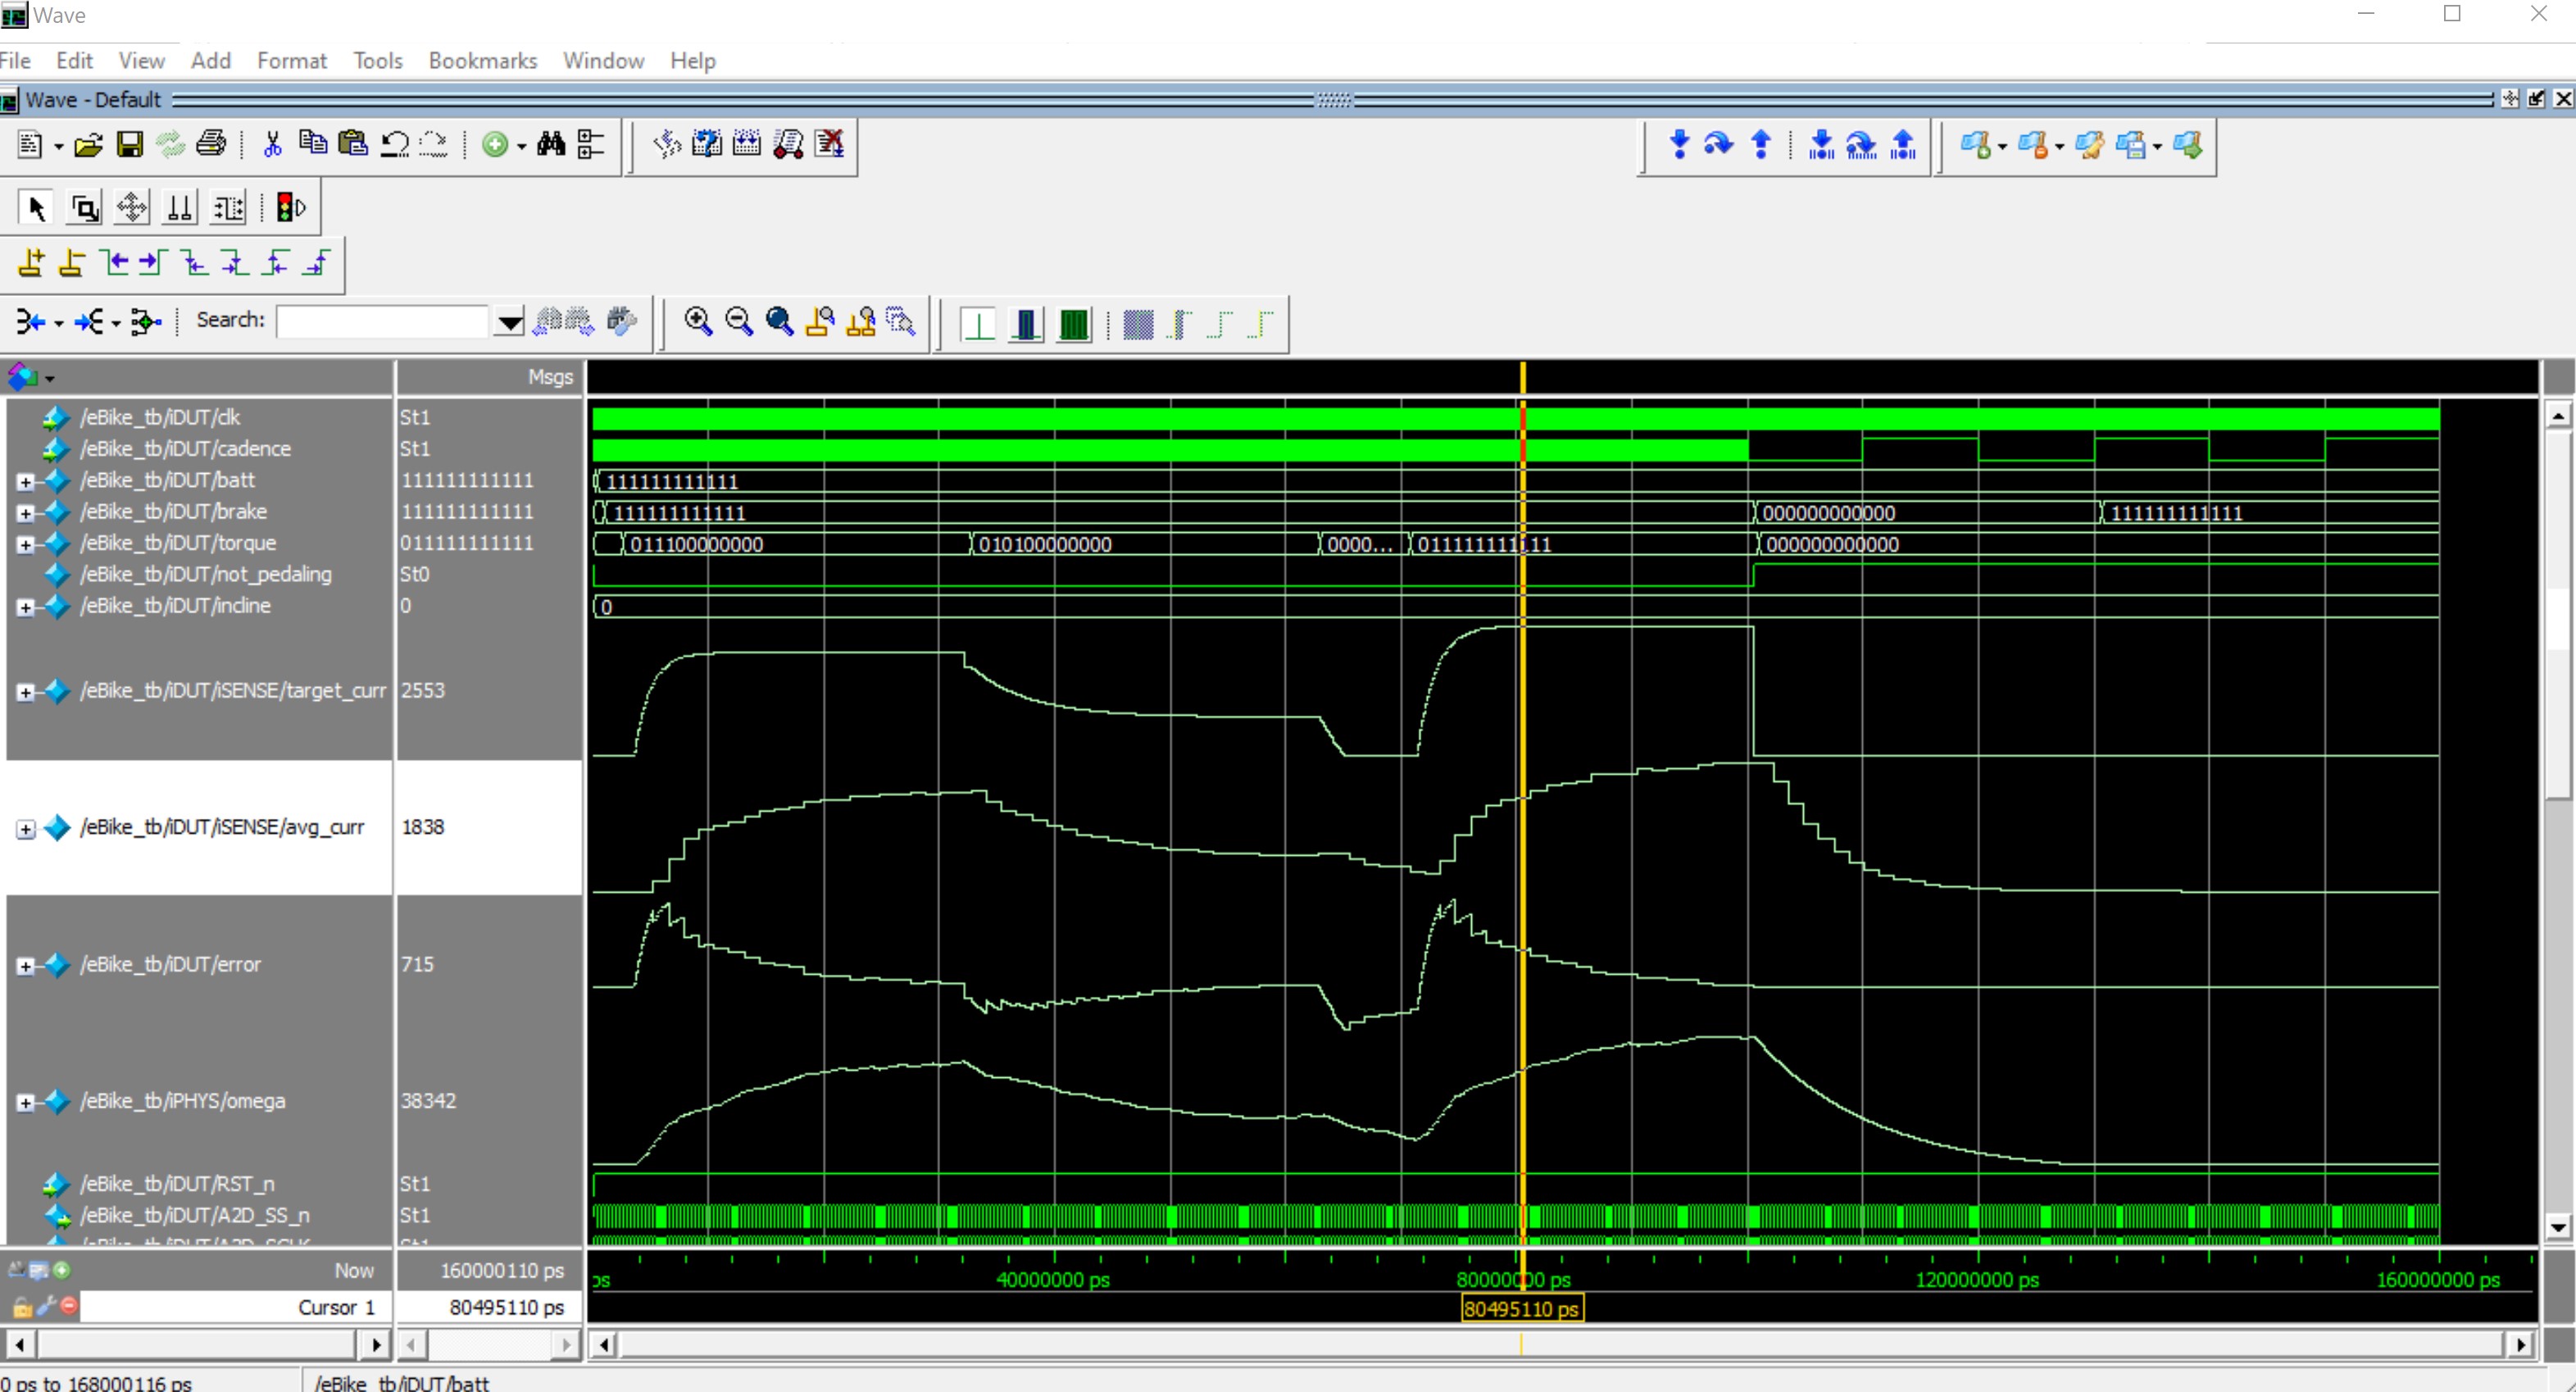 Wave
File Edit View Add Format Tools Bookmarks Window Help
Wave - Default
Search:
Msgs
/eBike_tb/iDUT/clk St1
/eBike_tb/iDUT/cadence St1
/eBike_tb/iDUT/batt 111111111111 111111111111
/eBike_tb/iDUT/brake 111111111111 111111111111 000000000000 111111111111
/eBike_tb/iDUT/torque 011111111111 011100000000 010100000000 0000... 011111111111 000000000000
/eBike_tb/iDUT/not_pedaling St0
/eBike_tb/iDUT/incline 0 0
/eBike_tb/iDUT/iSENSE/target_curr 2553
/eBike_tb/iDUT/iSENSE/avg_curr 1838
/eBike_tb/iDUT/error 715
/eBike_tb/iPHYS/omega 38342
/eBike_tb/iDUT/RST_n St1
/eBike_tb/iDUT/A2D_SS_n St1
Now 160000110 ps ps 40000000 ps 80000000 ps 120000000 ps 160000000 ps
Cursor 1 80495110 ps 80495110 ps
0 ps to 168000116 ps /eBike_tb/iDUT/batt